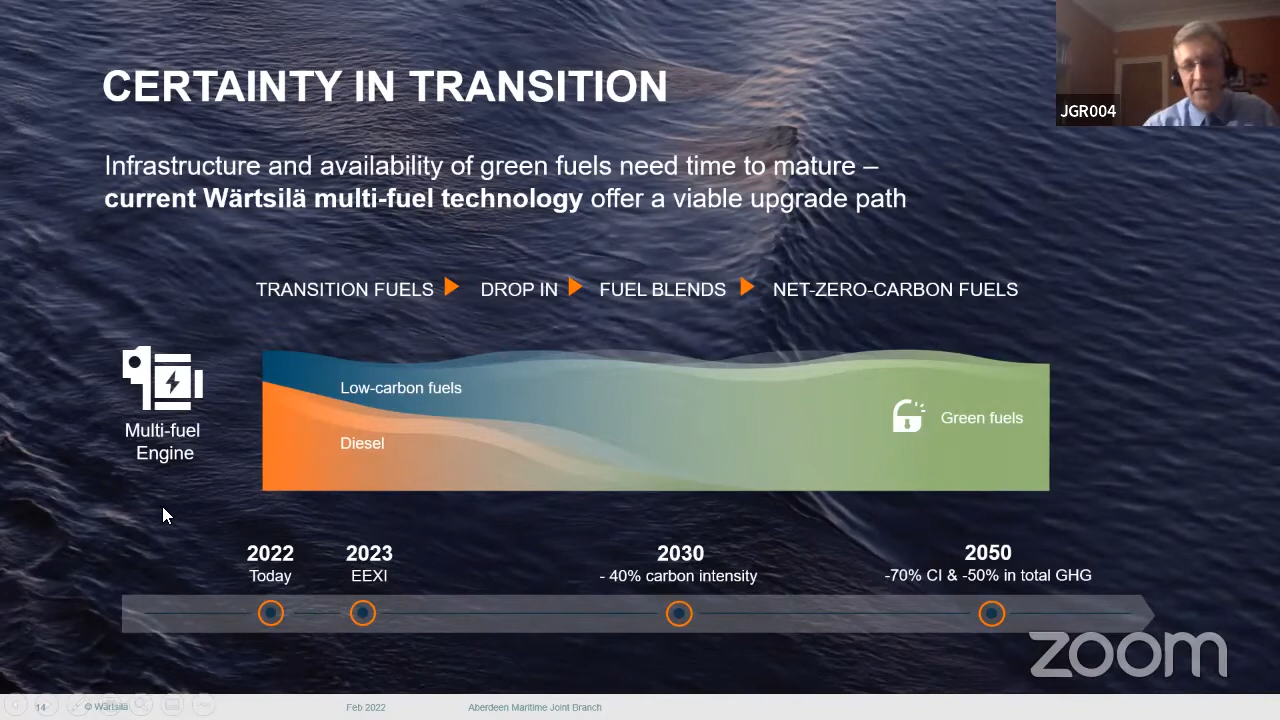 CERTAINTY IN TRANSITION
JGR004
Infrastructure and availability of green fuels need time to mature –
current Wärtsilä multi-fuel technology offer a viable upgrade path
TRANSITION FUELS DROP IN FUEL BLENDS NET-ZERO-CARBON FUELS
Low-carbon fuels
Green fuels
Multi-fuel
Engine
Diesel
2022 2023 2030 2050
Today EEXI - 40% carbon intensity -70% CI & -50% in total GHG
zoom
14 © Wärtsilä Feb 2022 Aberdeen Maritime Joint Branch